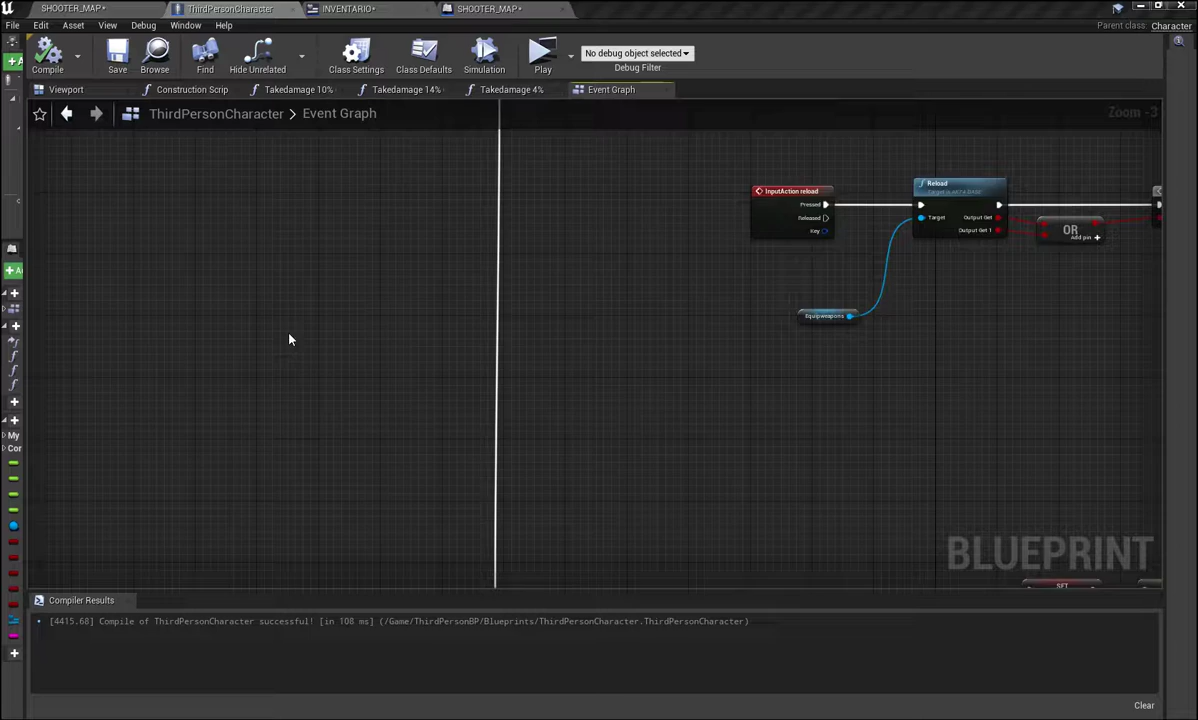 SHOOTER_MAP*
ThirdPersonCharacter
INVENTARIO*
SHOOTER_MAP*
File
Edit
Asset
View
Debug
Window
Help
Parent class:
Character
Compile
Save
Browse
Find
Hide Unrelated
Class Settings
Class Defaults
Simulation
Play
No debug object selected
Debug Filter
Viewport
Construction Scrip
Takedamage 10%
Takedamage 14%
Takedamage 4%
Event Graph
ThirdPersonCharacter > Event Graph
Zoom -3
InputAction reload
Pressed
Released
Key
Reload
Target
Output Get
Output Get 1
OR
Add pin
Equipweapons
SET
BLUEPRINT
My
Cor
Compiler Results
[4415.68] Compile of ThirdPersonCharacter successful! [in 108 ms] (/Game/ThirdPersonBP/Blueprints/ThirdPersonCharacter.ThirdPersonCharacter)
Clear